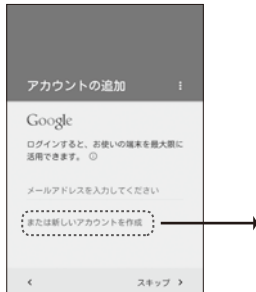 アカウントの追加
Google
ログインすると、お使いの端末を最大限に
活用できます。 ⓘ
メールアドレスを入力してください
または新しいアカウントを作成
< スキップ >